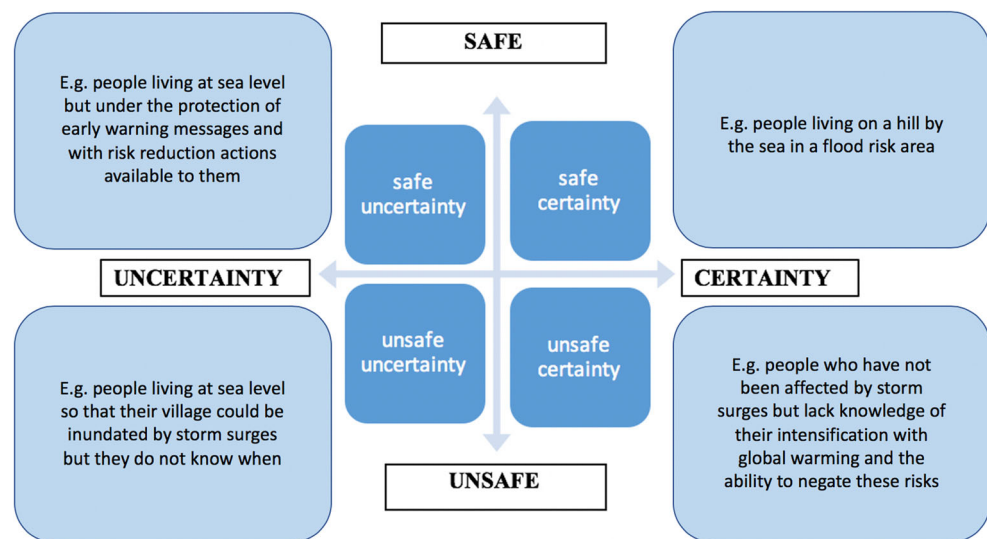 SAFE
E.g. people living at sea level
but under the protection of
early warning messages and
with risk reduction actions
available to them
E.g. people living on a hill by
the sea in a flood risk area
safe
uncertainty
safe
certainty
UNCERTAINTY
CERTAINTY
unsafe
uncertainty
unsafe
certainty
E.g. people living at sea level
so that their village could be
inundated by storm surges
but they do not know when
E.g. people who have not
been affected by storm
surges but lack knowledge of
their intensification with
global warming and the
ability to negate these risks
UNSAFE